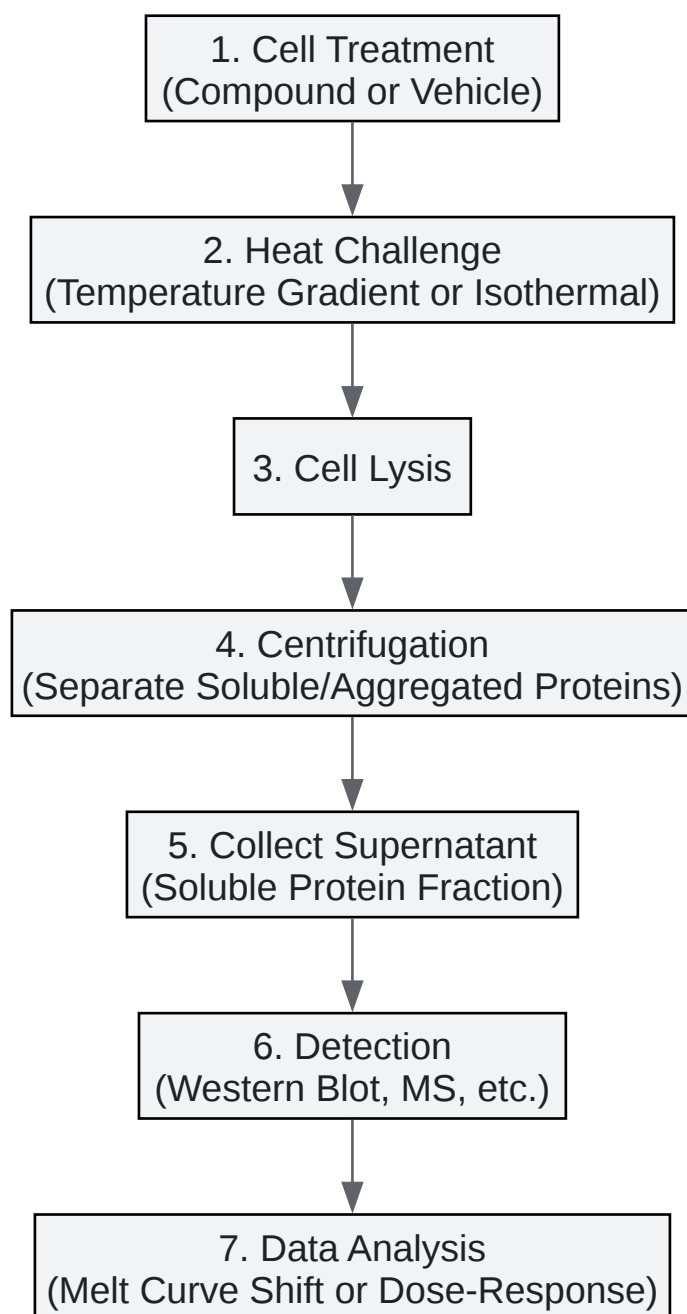 1. Cell Treatment
(Compound or Vehicle)
2. Heat Challenge
(Temperature Gradient or Isothermal)
3. Cell Lysis
4. Centrifugation
(Separate Soluble/Aggregated Proteins)
5. Collect Supernatant
(Soluble Protein Fraction)
6. Detection
(Western Blot, MS, etc.)
7. Data Analysis
(Melt Curve Shift or Dose-Response)